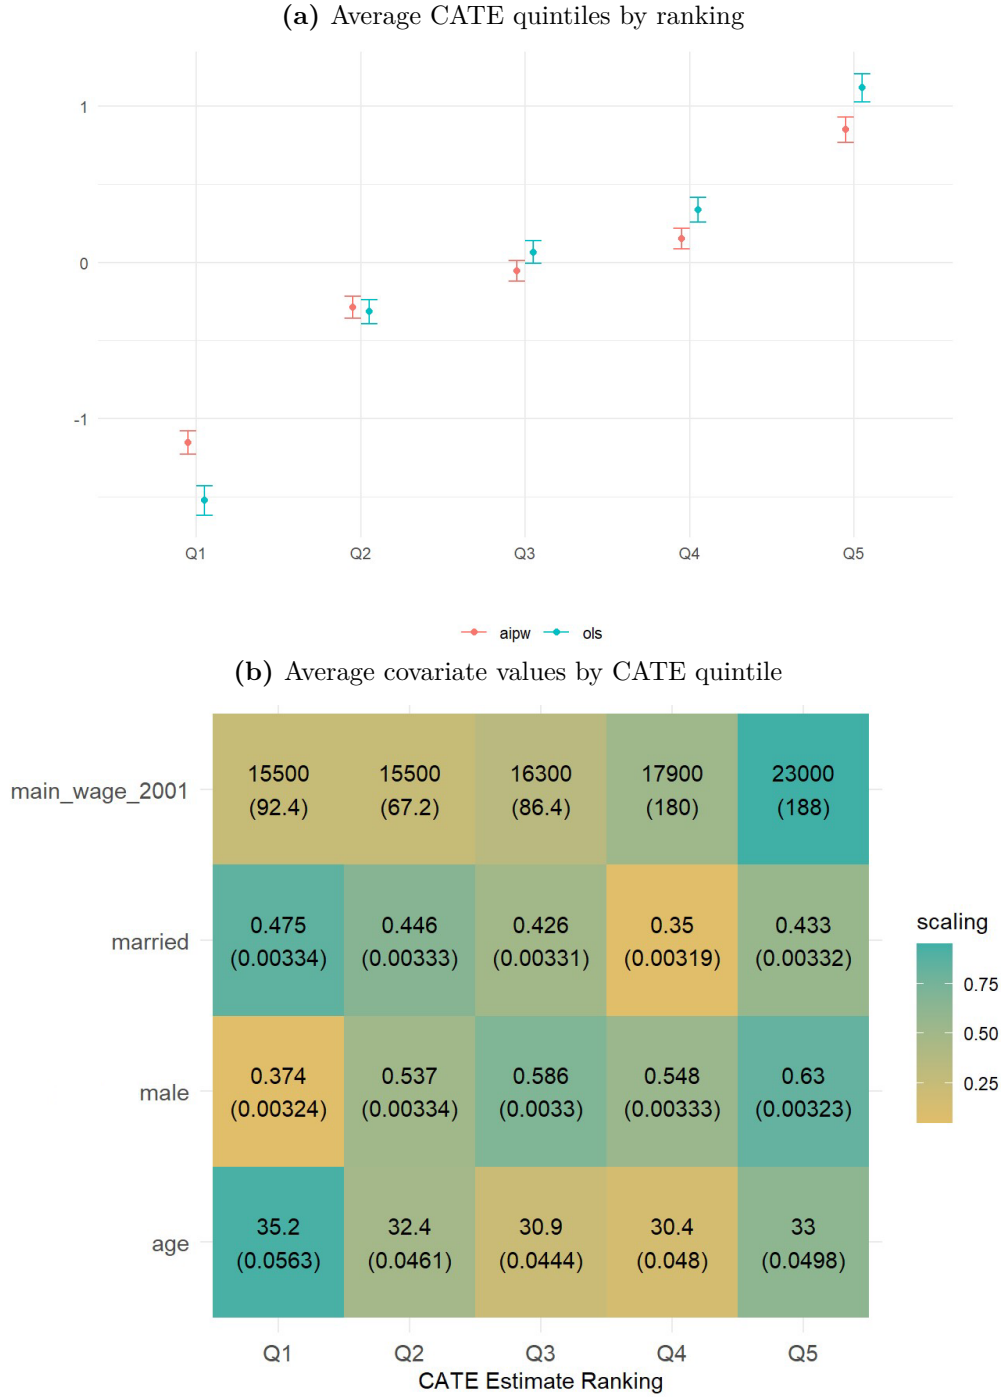 (a) Average CATE quintiles by ranking
1
0
-1
Q1 Q2 Q3 Q4 Q5
aipw ols
(b) Average covariate values by CATE quintile
main_wage_2001 15500 15500 16300 17900 23000
(92.4) (67.2) (86.4) (180) (188)
married 0.475 0.446 0.426 0.35 0.433
(0.00334) (0.00333) (0.00331) (0.00319) (0.00332)
male 0.374 0.537 0.586 0.548 0.63
(0.00324) (0.00334) (0.0033) (0.00333) (0.00323)
age 35.2 32.4 30.9 30.4 33
(0.0563) (0.0461) (0.0444) (0.048) (0.0498)
Q1 Q2 Q3 Q4 Q5
CATE Estimate Ranking
scaling
0.75
0.50
0.25